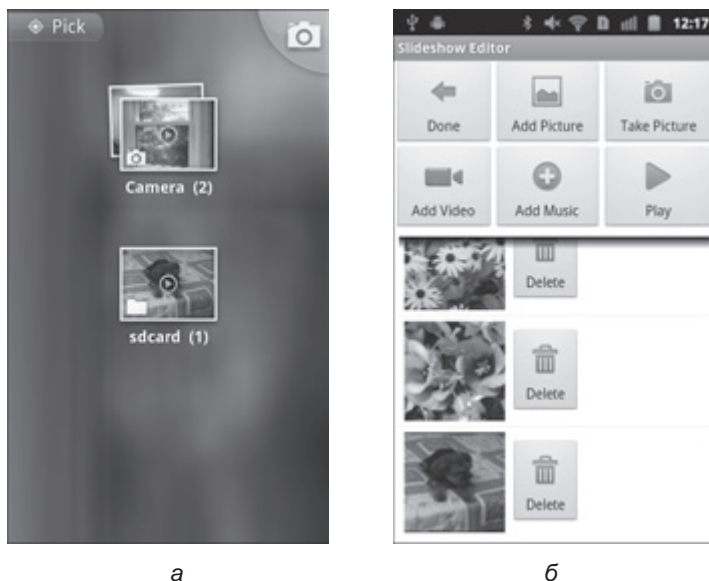 Pick
Camera (2)
sdcard (1)
а
12:17
Slideshow Editor
Done
Add Picture
Take Picture
Add Video
Add Music
Play
Delete
Delete
Delete
б